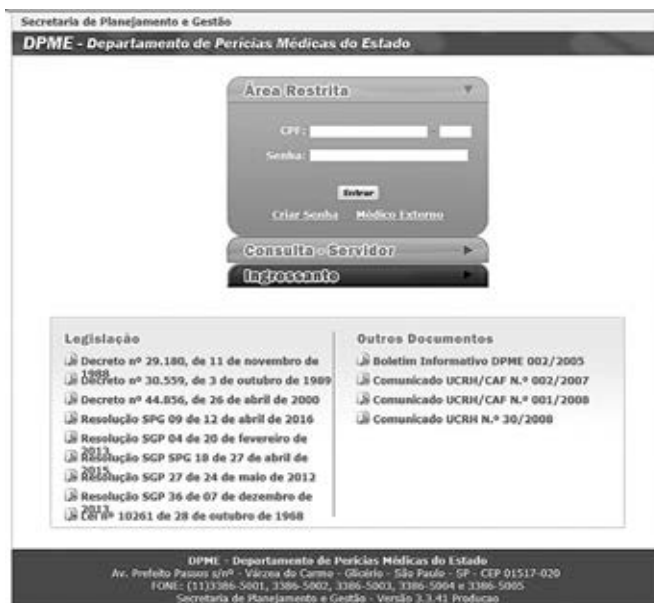 Secretaria de Planejamento e Gestão
DPME - Departamento de Perícias Médicas do Estado
Área Restrita
CPF:
-
Senha:
Entrar
Criar Senha Médico Externo
Consulta - Servidor
Ingressante
Legislação
Decreto nº 29.180, de 11 de novembro de
1988
Decreto nº 30.559, de 3 de outubro de 1989
Decreto nº 44.856, de 26 de abril de 2000
Resolução SPG 09 de 12 de abril de 2016
Resolução SGP 04 de 20 de fevereiro de
2013
Resolução SGP SPG 18 de 27 de abril de
2015
Resolução SGP 27 de 24 de maio de 2012
Resolução SGP 36 de 07 de dezembro de
2013
Lei nº 10261 de 28 de outubro de 1968
Outros Documentos
Boletim Informativo DPME 002/2005
Comunicado UCRH/CAF N.º 002/2007
Comunicado UCRH/CAF N.º 001/2008
Comunicado UCRH N.º 30/2008
DPME - Departamento de Perícias Médicas do Estado
Av. Prefeito Passos s/nº - Várzea do Carmo - Glicério - São Paulo - SP - CEP 01517-020
FONE: (11)3386-5001, 3386-5002, 3386-5003, 3386-5004 e 3386-5005
Secretaria de Planejamento e Gestão - Versão 3.3.41 Producao